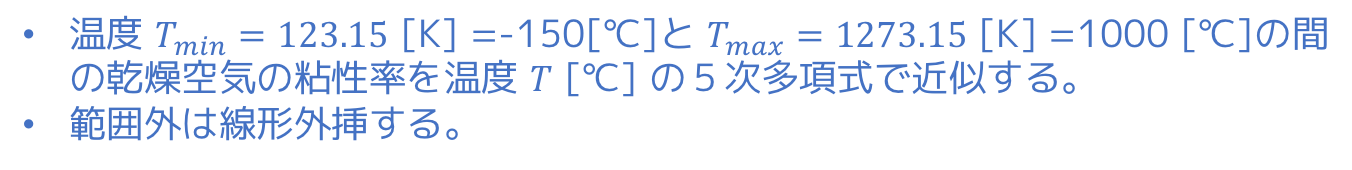 • 温度 𝑇𝑚𝑖𝑛 = 123.15 [K] =-150[℃]と 𝑇𝑚𝑎𝑥 = 1273.15 [K] =1000 [℃]の間
の乾燥空気の粘性率を温度 𝑇 [℃] の５次多項式で近似する。
• 範囲外は線形外挿する。